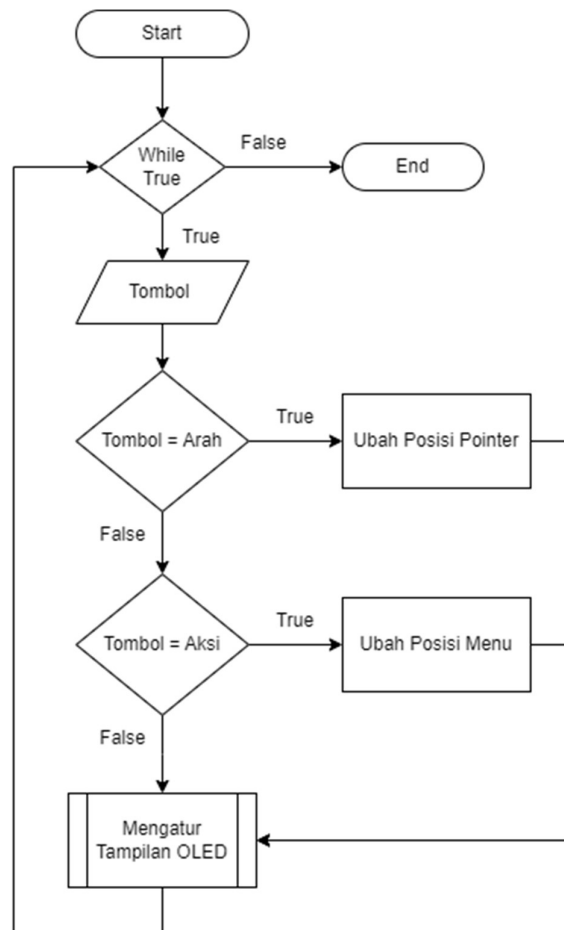 Start
While
True
False
End
True
Tombol
Tombol = Arah
True
Ubah Posisi Pointer
False
Tombol = Aksi
True
Ubah Posisi Menu
False
Mengatur
Tampilan OLED